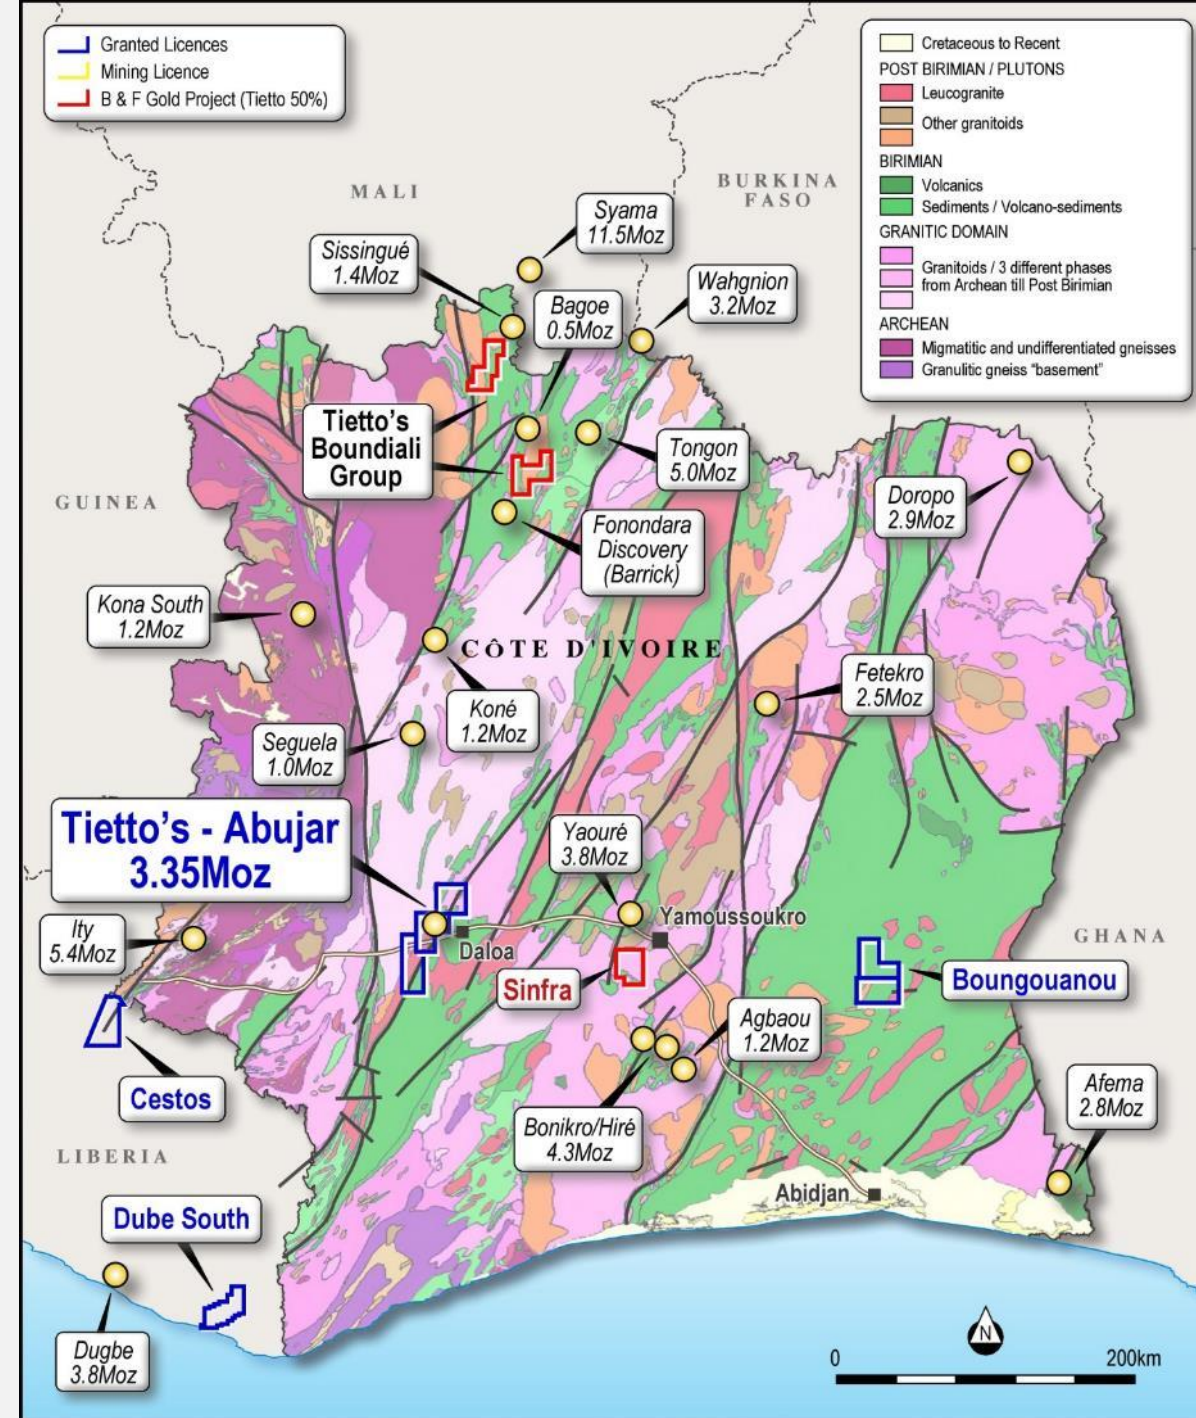 Granted Licences
Mining Licence
B & F Gold Project (Tietto 50%)
Cretaceous to Recent
POST BIRIMIAN / PLUTONS
Leucogranite
Other granitoids
BIRIMIAN
Volcanics
Sediments / Volcano-sediments
GRANITIC DOMAIN
Granitoids / 3 different phases
from Archean till Post Birimian
ARCHEAN
Migmatitic and undifferentiated gneisses
Granulitic gneiss “basement”
MALI
BURKINA
FASO
Syama
11.5Moz
Sissingué
1.4Moz
Bagoe
0.5Moz
Wahgnion
3.2Moz
Tietto’s
Boundiali
Group
Tongon
5.0Moz
GUINEA
Doropo
2.9Moz
Fonondara
Discovery
(Barrick)
Kona South
1.2Moz
CÔTE D'IVOIRE
Fetekro
2.5Moz
Koné
1.2Moz
Seguela
1.0Moz
Tietto’s - Abujar
3.35Moz
Yaouré
3.8Moz
Yamoussoukro
Ity
5.4Moz
Daloa
GHANA
Sinfra
Boungouanou
Agbaou
1.2Moz
Cestos
Bonikro/Hiré
4.3Moz
Afema
2.8Moz
LIBERIA
Abidjan
Dube South
Dugbe
3.8Moz
N
0 200km